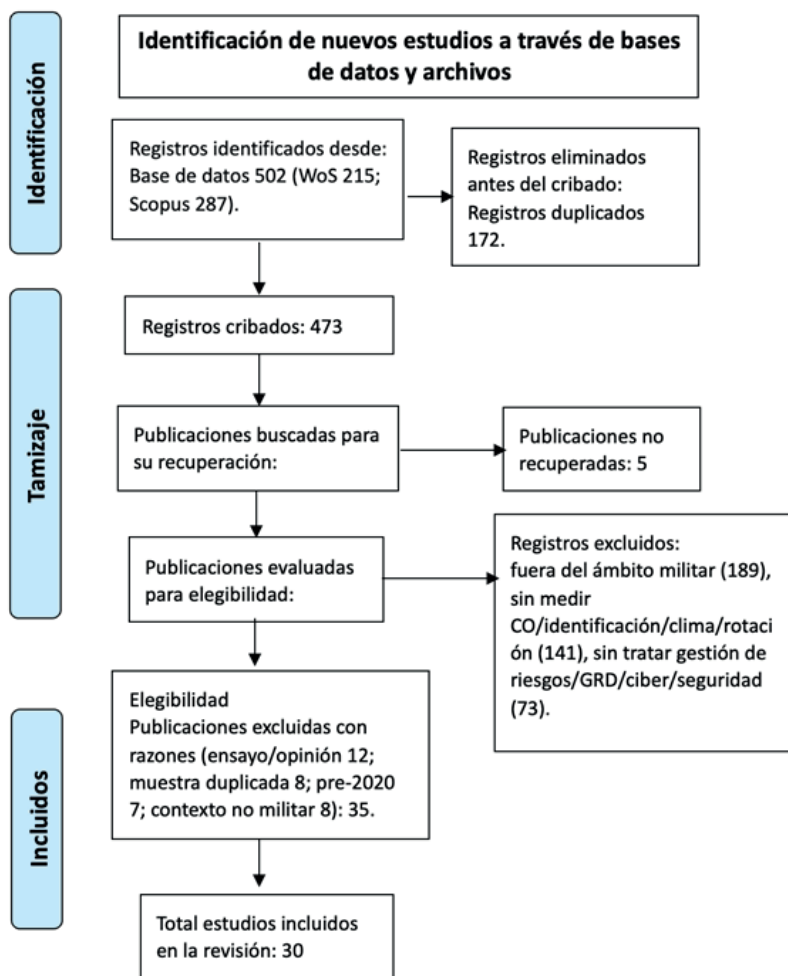 Identificación de nuevos estudios a través de bases
de datos y archivos
Identificación
Registros identificados desde:
Base de datos 502 (WoS 215;
Scopus 287).
Registros eliminados
antes del cribado:
Registros duplicados
172.
Tamizaje
Registros cribados: 473
Publicaciones buscadas para
su recuperación:
Publicaciones no
recuperadas: 5
Publicaciones evaluadas
para elegibilidad:
Registros excluidos:
fuera del ámbito militar (189),
sin medir
CO/identificación/clima/rotaci
ón (141), sin tratar gestión de
riesgos/GRD/ciber/seguridad
(73).
Incluidos
Elegibilidad
Publicaciones excluidas con
razones (ensayo/opinión 12;
muestra duplicada 8; pre-2020
7; contexto no militar 8): 35.
Total estudios incluidos
en la revisión: 30